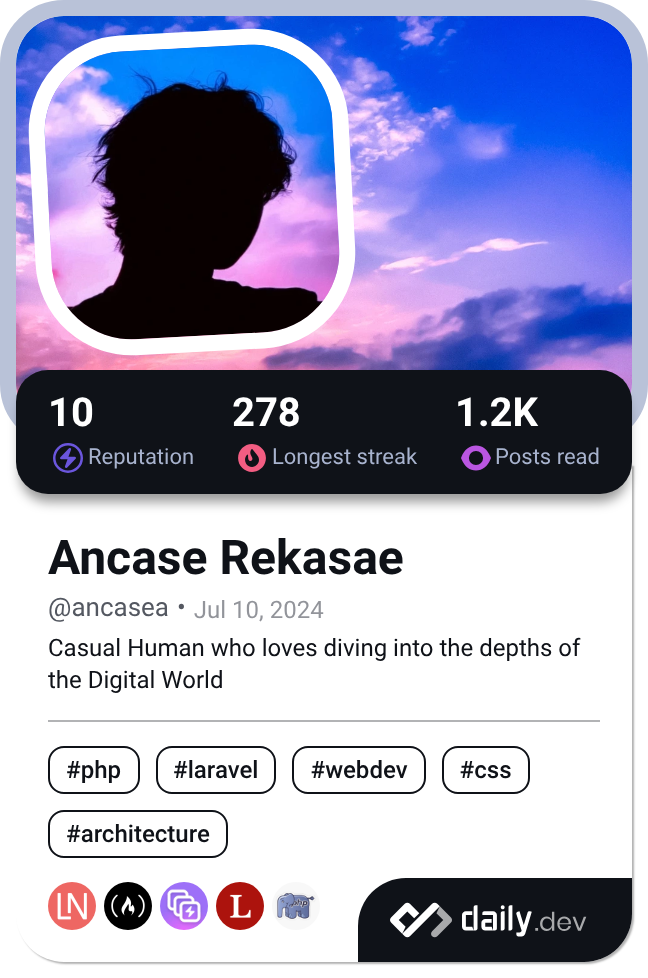 10 278 1.2K
Reputation Longest streak Posts read
Ancase Rekasae
@ancasea • Jul 10, 2024
Casual Human who loves diving into the depths of
the Digital World
#php #laravel #webdev #css
#architecture
LN L php daily.dev